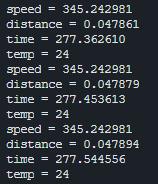 speed = 345.242981
distance = 0.047861
time = 277.362610
temp = 24
speed = 345.242981
distance = 0.047879
time = 277.453613
temp = 24
speed = 345.242981
distance = 0.047894
time = 277.544556
temp = 24